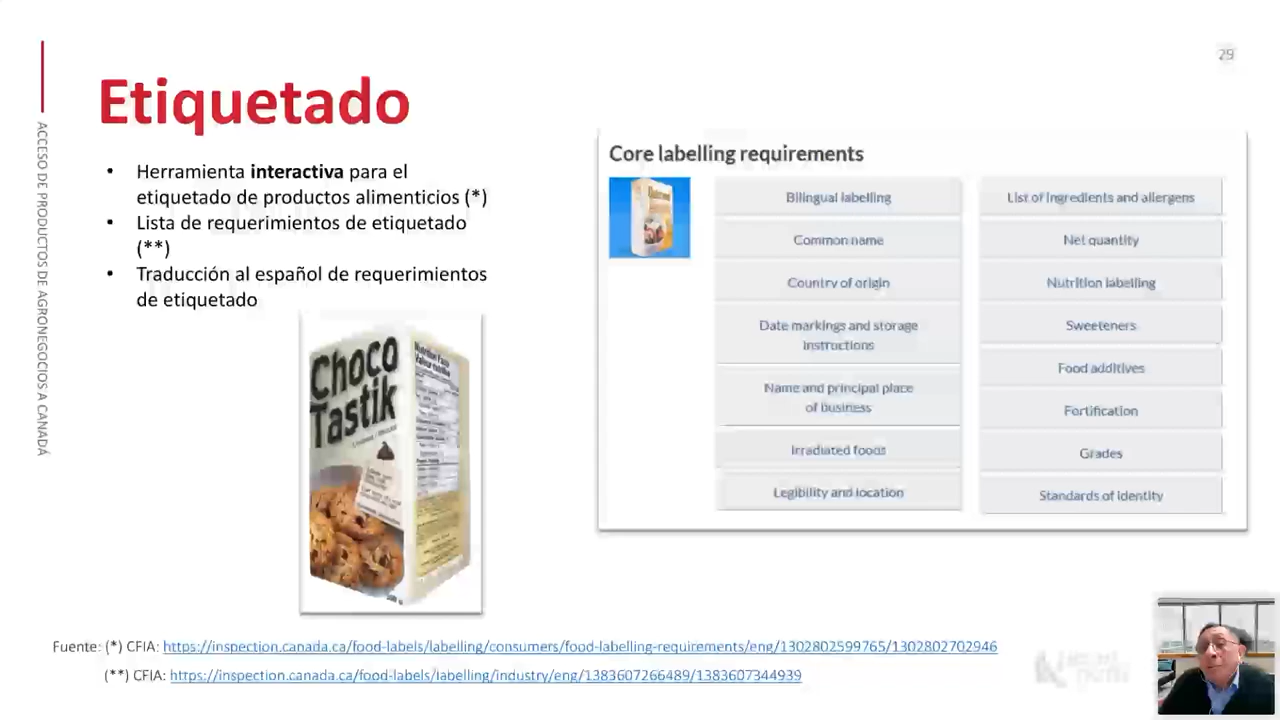 29
Etiquetado
ACCESO DE PRODUCTOS DE AGRONEGOCIOS A CANADÁ
• Herramienta interactiva para el
etiquetado de productos alimenticios (*)
• Lista de requerimientos de etiquetado
(**)
• Traducción al español de requerimientos
de etiquetado
Choco
Tastik
Nutrition Facts
Valeur nutritive
Core labelling requirements
Bilingual labelling
Common name
Country of origin
Date markings and storage
instructions
Name and principal place
of business
Irradiated foods
Legibility and location
List of ingredients and allergens
Net quantity
Nutrition labelling
Sweeteners
Food additives
Fortification
Grades
Standards of identity
Fuente: (*) CFIA: https://inspection.canada.ca/food-labels/labelling/consumers/food-labelling-requirements/eng/1302802599765/1302802702946
(**) CFIA: https://inspection.canada.ca/food-labels/labelling/industry/eng/1383607266489/1383607344939